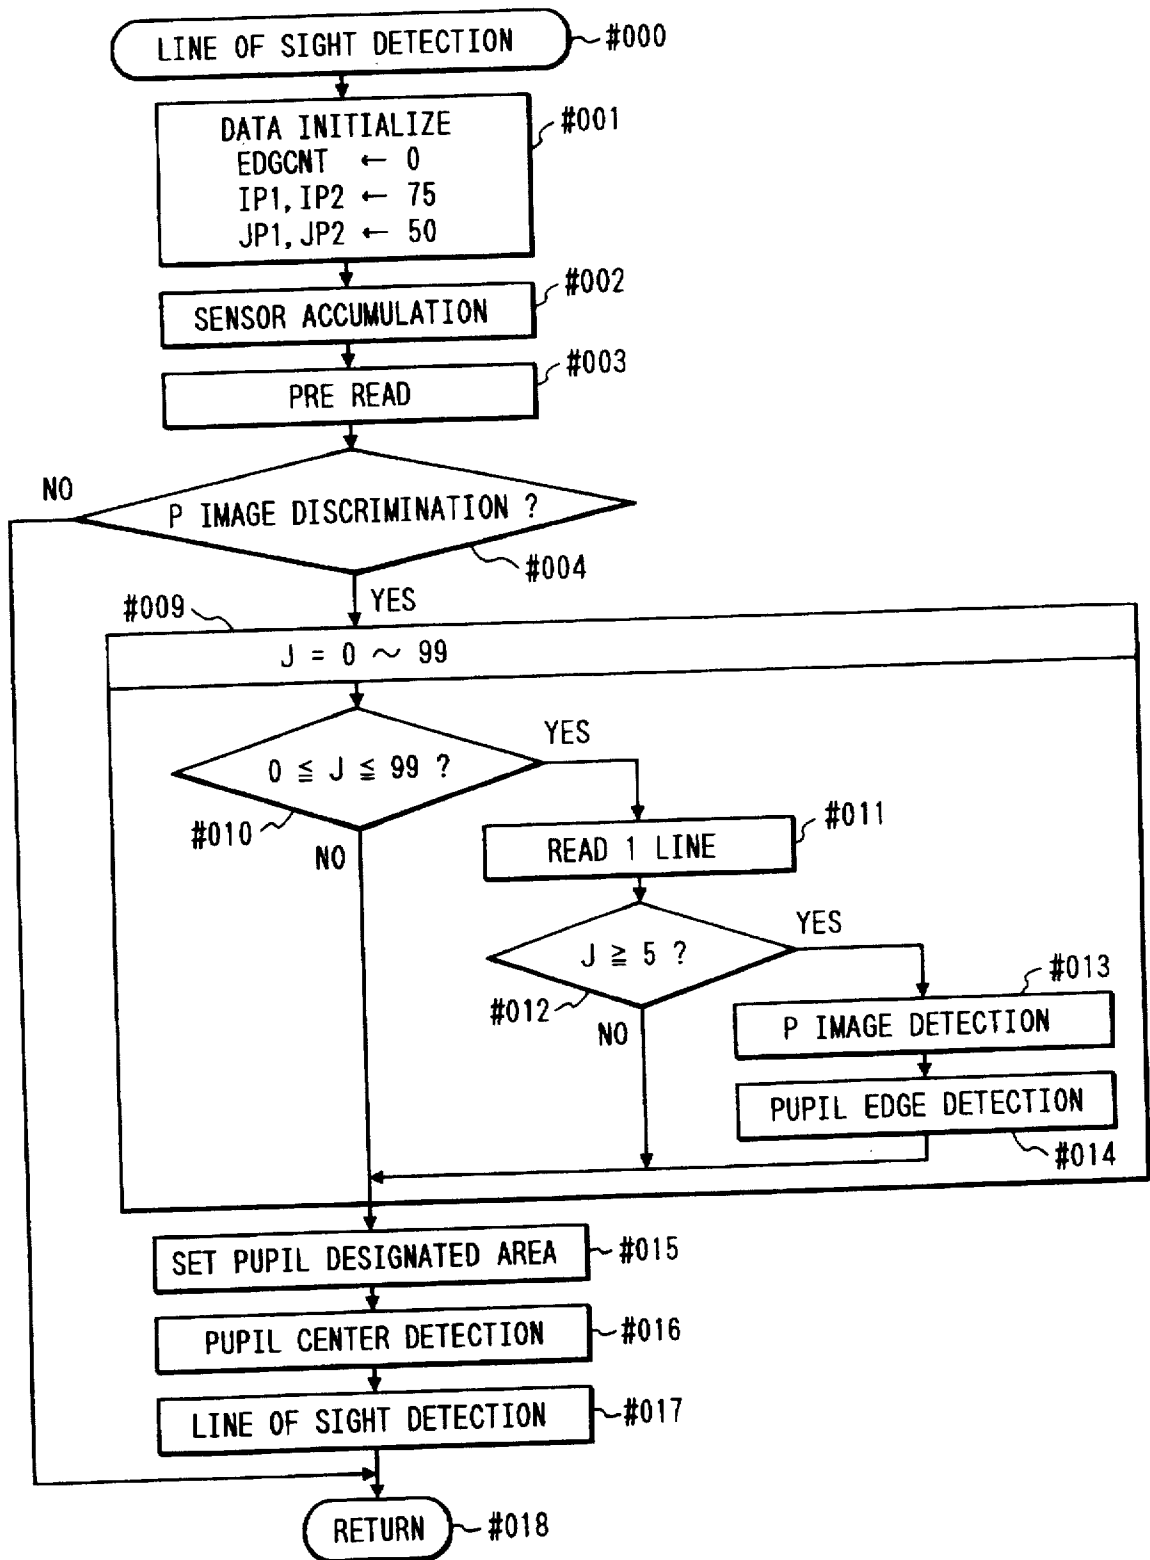 LINE OF SIGHT DETECTION
#000
DATA INITIALIZE
EDGCNT ← 0
IP1, IP2 ← 75
JP1, JP2 ← 50
#001
SENSOR ACCUMULATION
#002
PRE READ
#003
NO
P IMAGE DISCRIMINATION ?
#004
YES
#009
J = 0 ～ 99
0 ≦ J ≦ 99 ?
YES
#010
NO
READ 1 LINE
#011
J ≧ 5 ?
YES
#012
NO
#013
P IMAGE DETECTION
PUPIL EDGE DETECTION
#014
SET PUPIL DESIGNATED AREA
#015
PUPIL CENTER DETECTION
#016
LINE OF SIGHT DETECTION
#017
RETURN
#018